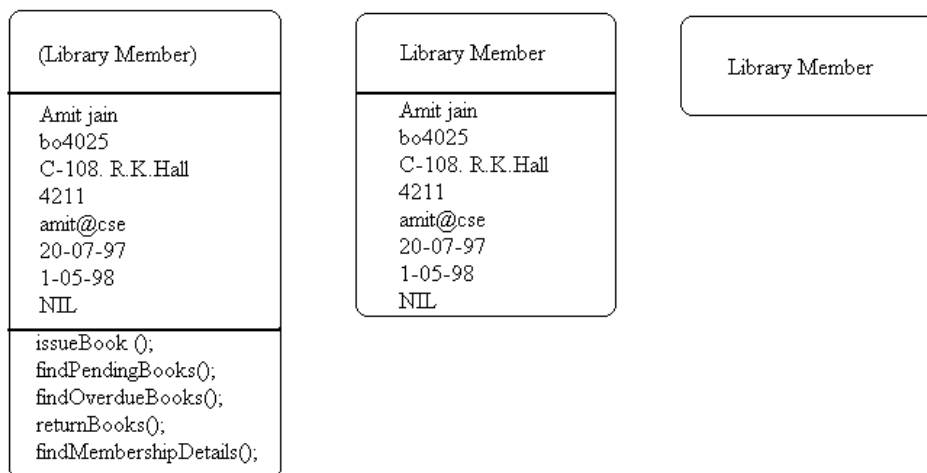 (Library Member)
Amit jain
bo4025
C-108. R.K.Hall
4211
amit@cse
20-07-97
1-05-98
NIL
issueBook ();
findPendingBooks();
findOverdueBooks();
returnBooks();
findMembershipDetails();
Library Member
Amit jain
bo4025
C-108. R.K.Hall
4211
amit@cse
20-07-97
1-05-98
NIL
Library Member